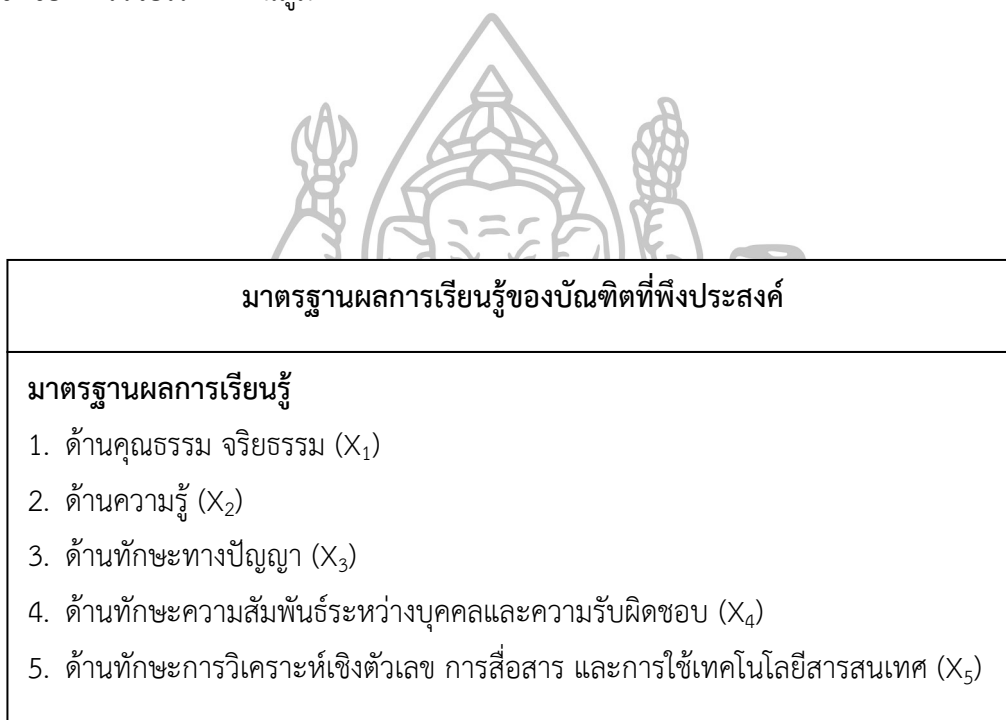 มาตรฐานผลการเรียนรู้ของบัณฑิตที่พึงประสงค์
มาตรฐานผลการเรียนรู้
1. ด้านคุณธรรม จริยธรรม (X₁)
2. ด้านความรู้ (X₂)
3. ด้านทักษะทางปัญญา (X₃)
4. ด้านทักษะความสัมพันธ์ระหว่างบุคคลและความรับผิดชอบ (X₄)
5. ด้านทักษะการวิเคราะห์เชิงตัวเลข การสื่อสาร และการใช้เทคโนโลยีสารสนเทศ (X₅)